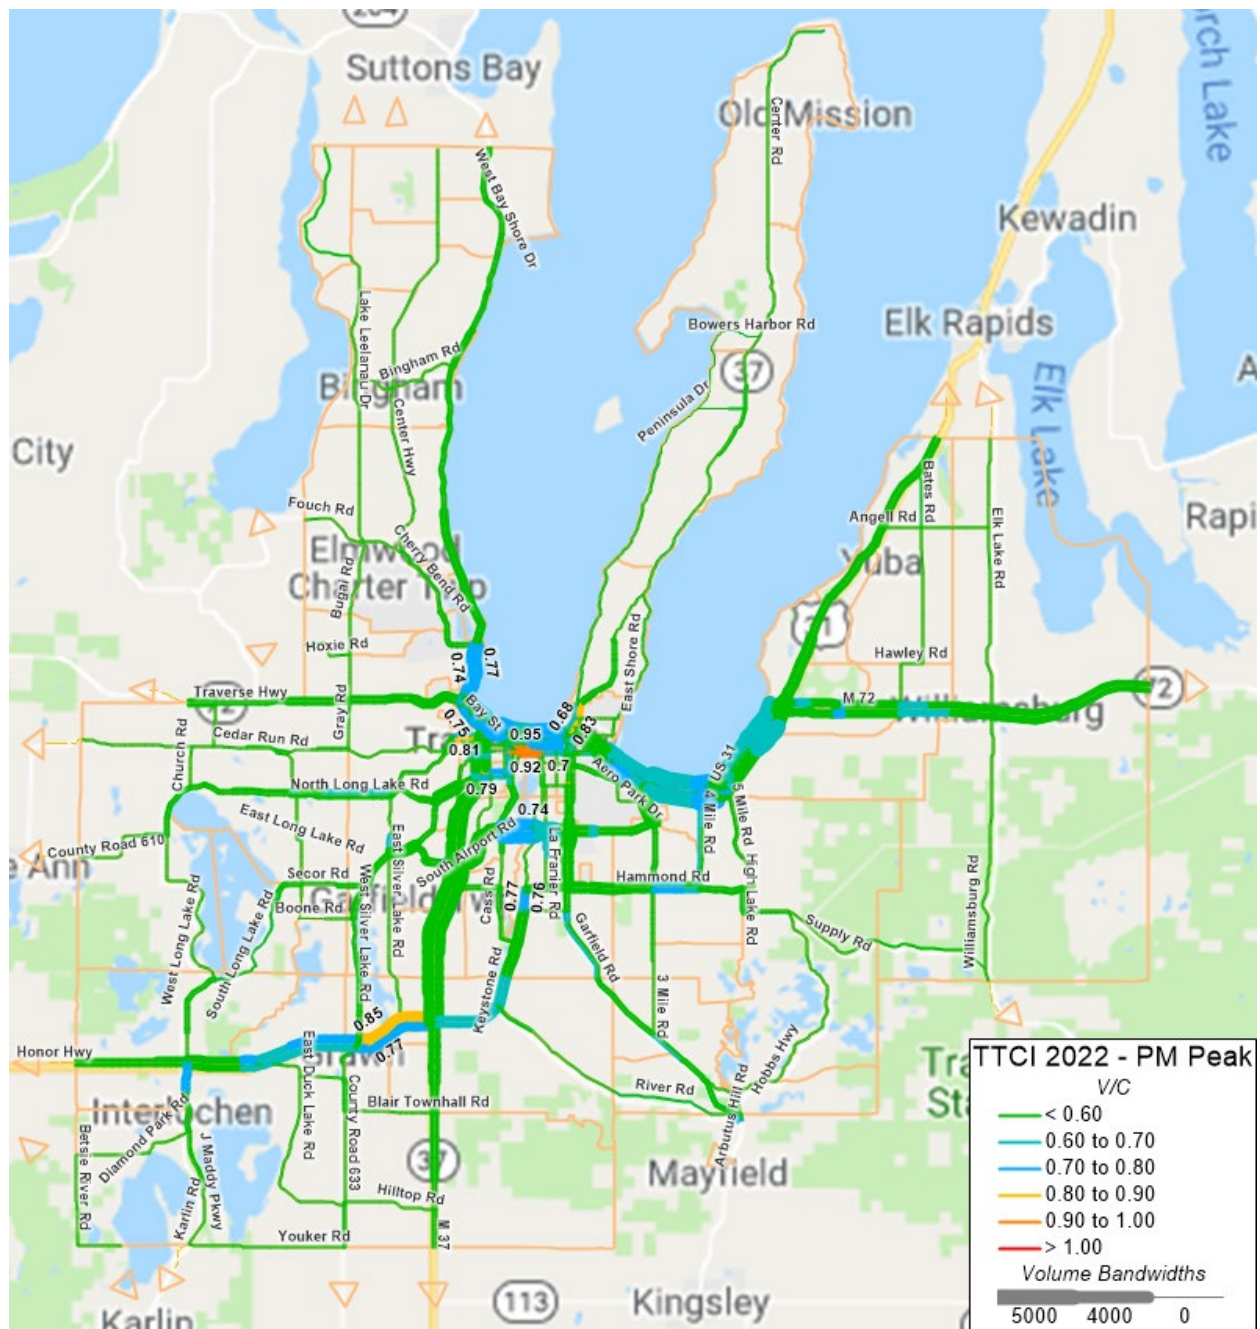 204
Suttons Bay
Old Mission
Center Rd
West Bay Shore Dr
Kewadin
Elk Rapids
Bowers Harbor Rd
37
Lake Leelanau Dr
Bingham Rd
Bingham
Center Hwy
Peninsula Dr
Elk Lake
City
Bates Rd
Angell Rd
Elk Lake Rd
Rapi
Fouch Rd
Cherry Bend Rd
Yuba
Bugai Rd
East Shore Rd
31
Hoxie Rd
Hawley Rd
0.74
0.77
Traverse Hwy
72
Gray Rd
Bay St
0.68
0.83
M 72
Williamsburg
72
0.75
Cedar Run Rd
0.81
0.95
0.92
0.7
Church Rd
US 31
Aero Park Dr
North Long Lake Rd
0.79
4 Mile Rd
5 Mile Rd
East Long Lake Rd
0.74
County Road 610
East Silver Lake Rd
South Airport Rd
La Franier Rd
High Lake Rd
e Ann
Secor Rd
Cass Rd
0.77
0.76
Hammond Rd
West Long Lake Rd
South Long Lake Rd
Boone Rd
West Silver Lake Rd
Garfield Rd
Supply Rd
Williamsburg Rd
Keystone Rd
3 Mile Rd
0.85
0.77
Honor Hwy
East Duck Lake Rd
Hobbs Hwy
River Rd
Arbutus Hill Rd
Interlochen
Blair Townhall Rd
County Road 633
Betsie River Rd
Diamond Park Rd
J Maddy Pkwy
Karlin Rd
37
Mayfield
Hilltop Rd
Youker Rd
M 37
113
Kingsley
Karlin
TTCI 2022 - PM Peak
V/C
< 0.60
0.60 to 0.70
0.70 to 0.80
0.80 to 0.90
0.90 to 1.00
> 1.00
Volume Bandwidths
5000 4000 0